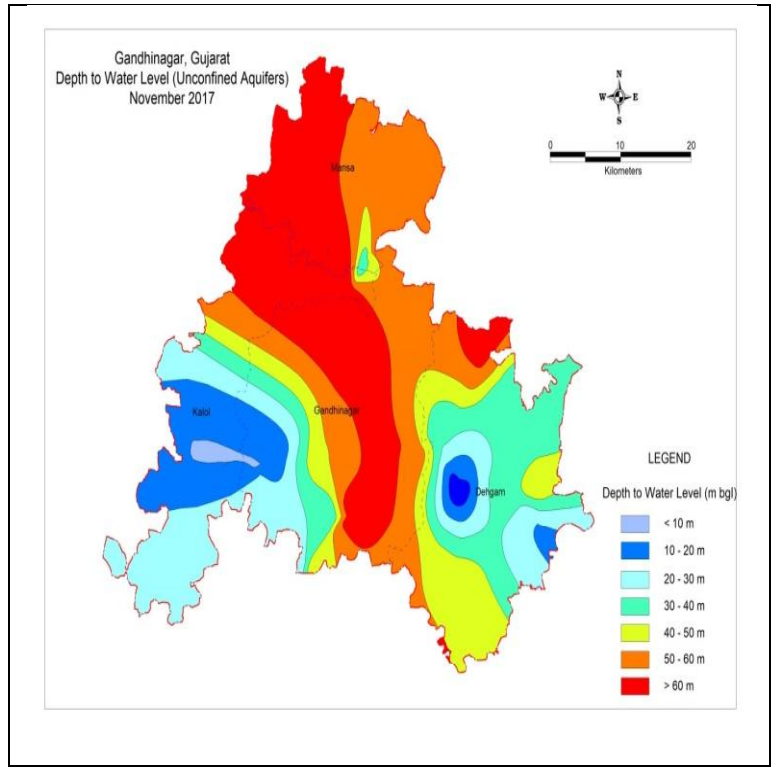 Gandhinagar, Gujarat
Depth to Water Level (Unconfined Aquifers)
November 2017
N
W E
S
0 10 20
Kilometers
Mansa
Kalol
Gandhinagar
Dehgam
LEGEND
Depth to Water Level (m bgl)
< 10 m
10 - 20 m
20 - 30 m
30 - 40 m
40 - 50 m
50 - 60 m
> 60 m